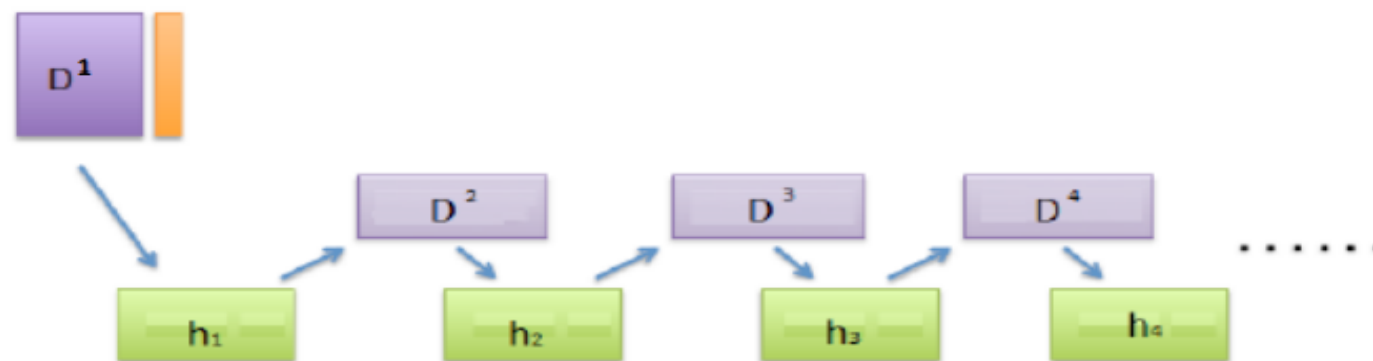 D¹
D² D³ D⁴
......
h₁ h₂ h₃ h₄